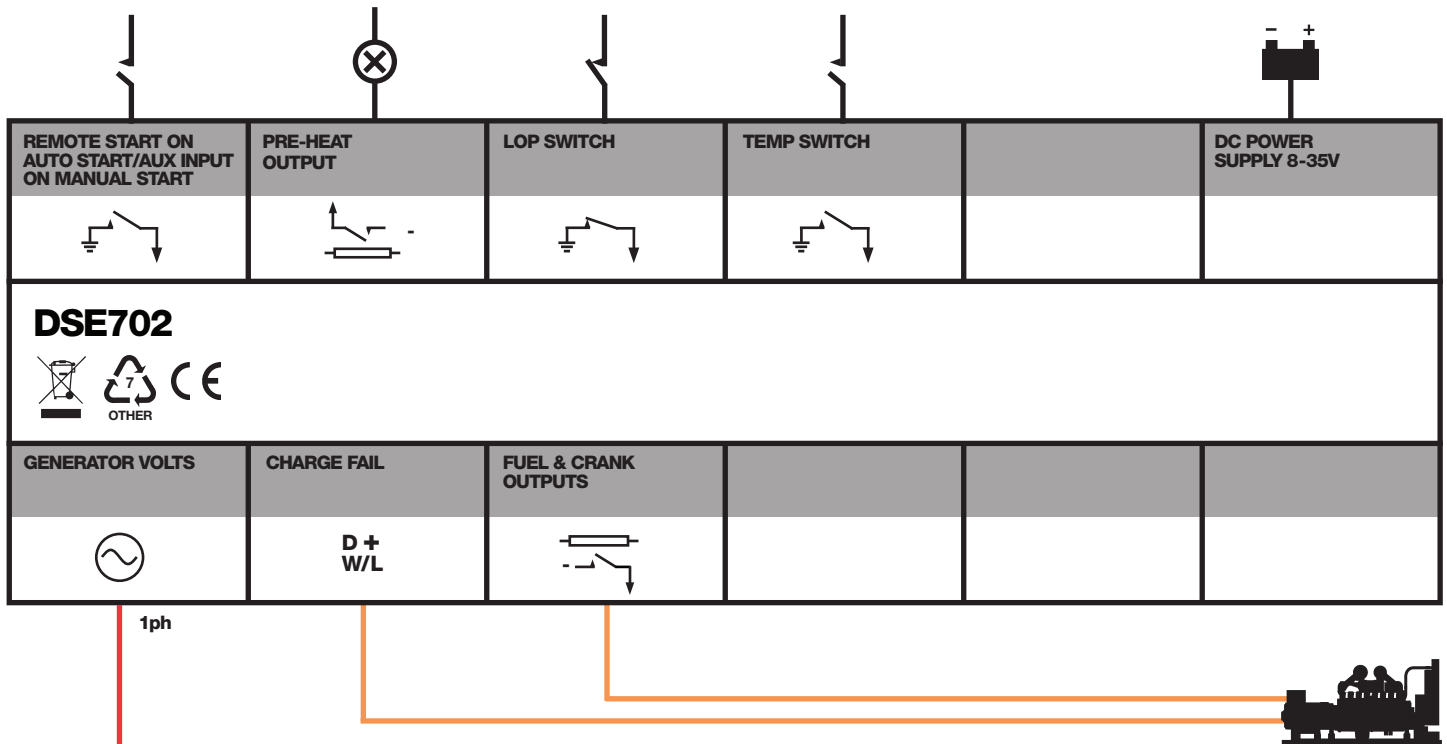 - +
REMOTE START ON
AUTO START/AUX INPUT
ON MANUAL START
PRE-HEAT
OUTPUT
LOP SWITCH
TEMP SWITCH
DC POWER
SUPPLY 8-35V
-
DSE702
7
OTHER
CE
GENERATOR VOLTS
CHARGE FAIL
FUEL & CRANK
OUTPUTS
D +
W/L
-
1ph